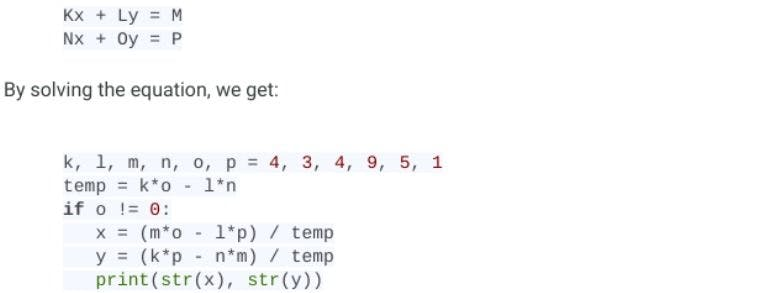 Kx + Ly = M
Nx + Oy = P
By solving the equation, we get:
k, l, m, n, o, p = 4, 3, 4, 9, 5, 1
temp = k*o - l*n
if o != 0:
x = (m*o - l*p) / temp
y = (k*p - n*m) / temp
print(str(x), str(y))